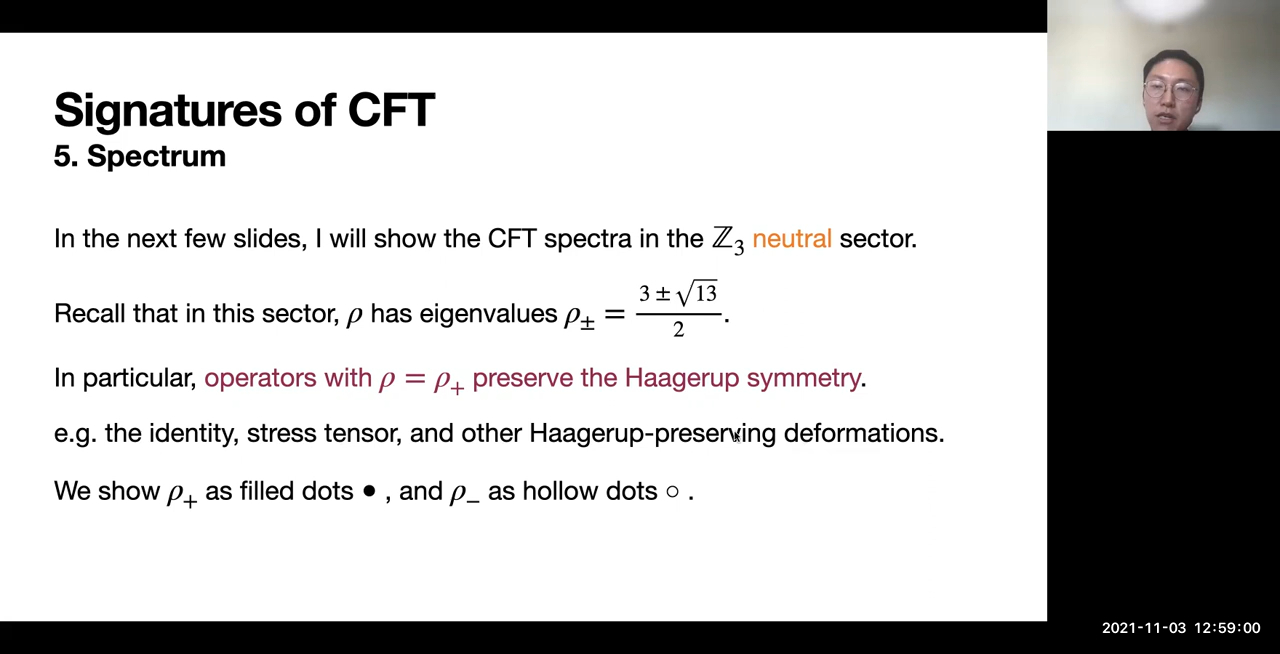 Signatures of CFT
5. Spectrum
In the next few slides, I will show the CFT spectra in the ℤ₃ neutral sector.
Recall that in this sector, ρ has eigenvalues ρ± = (3 ± √13)/2.
In particular, operators with ρ = ρ₊ preserve the Haagerup symmetry.
e.g. the identity, stress tensor, and other Haagerup-preserving deformations.
We show ρ₊ as filled dots ● , and ρ₋ as hollow dots ○ .
2021-11-03 12:59:00